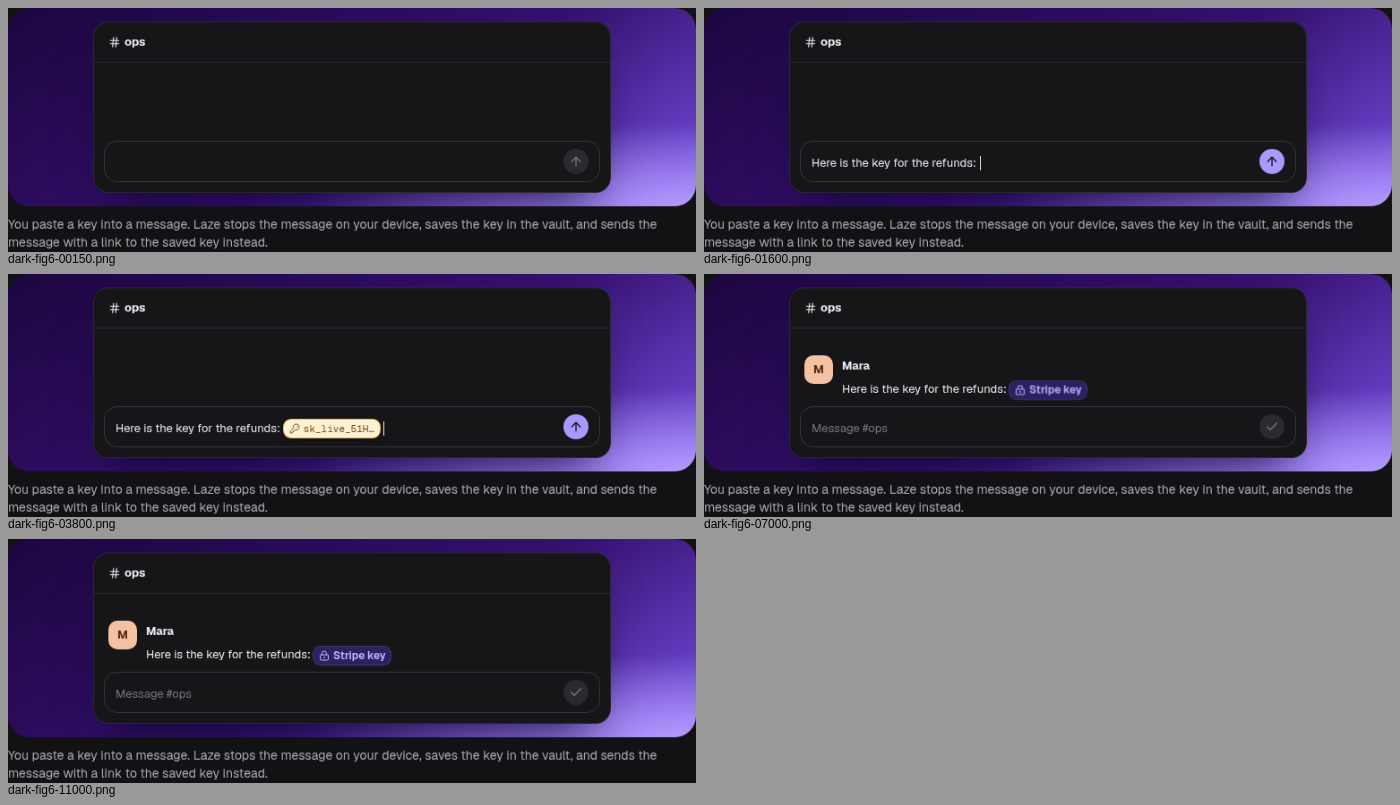 # ops
You paste a key into a message. Laze stops the message on your device, saves the key in the vault, and sends the
message with a link to the saved key instead.
dark-fig6-00150.png
# ops
Here is the key for the refunds:
You paste a key into a message. Laze stops the message on your device, saves the key in the vault, and sends the
message with a link to the saved key instead.
dark-fig6-01600.png
# ops
Here is the key for the refunds: sk_live_51H…
You paste a key into a message. Laze stops the message on your device, saves the key in the vault, and sends the
message with a link to the saved key instead.
dark-fig6-03800.png
# ops
M
Mara
Here is the key for the refunds: Stripe key
Message #ops
You paste a key into a message. Laze stops the message on your device, saves the key in the vault, and sends the
message with a link to the saved key instead.
dark-fig6-07000.png
# ops
M
Mara
Here is the key for the refunds: Stripe key
Message #ops
You paste a key into a message. Laze stops the message on your device, saves the key in the vault, and sends the
message with a link to the saved key instead.
dark-fig6-11000.png